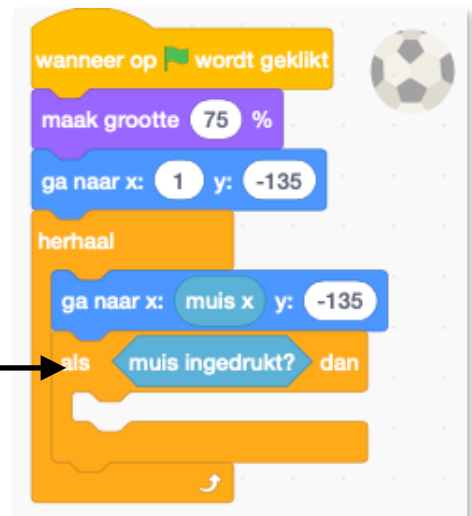 wanneer op wordt geklikt
maak grootte 75 %
ga naar x: 1 y: -135
herhaal
ga naar x: muis x y: -135
als muis ingedrukt? dan